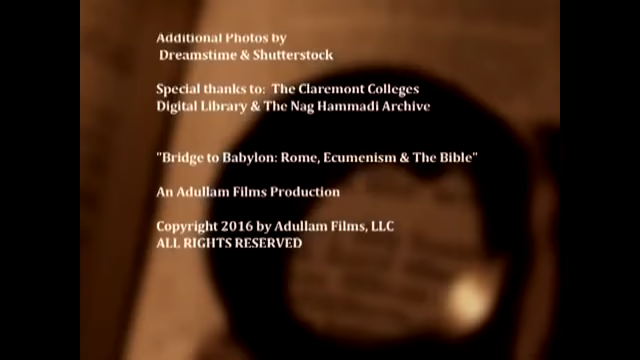 Additional Photos by
Dreamstime & Shutterstock
Special thanks to: The Claremont Colleges
Digital Library & The Nag Hammadi Archive
"Bridge to Babylon: Rome, Ecumenism & The Bible"
An Adullam Films Production
Copyright 2016 by Adullam Films, LLC
ALL RIGHTS RESERVED